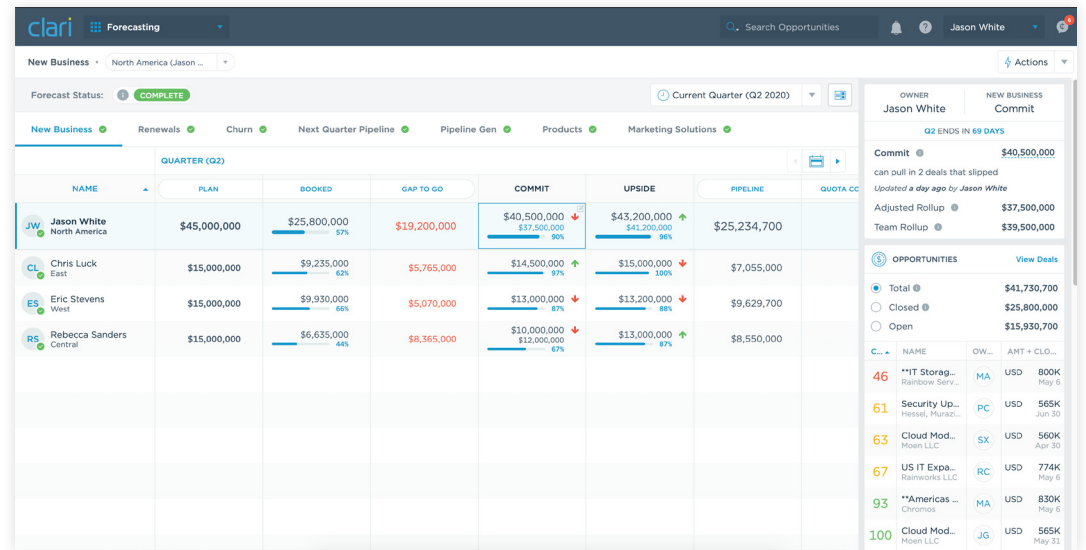 clari Forecasting Search Opportunities ? Jason White 6
New Business • North America (Jason ... Actions
Forecast Status: i COMPLETE Current Quarter (Q2 2020)
New Business Renewals Churn Next Quarter Pipeline Pipeline Gen Products Marketing Solutions
QUARTER (Q2)
NAME PLAN BOOKED GAP TO GO COMMIT UPSIDE PIPELINE QUOTA CO
JW Jason White $45,000,000 $25,800,000 $19,200,000 $40,500,000 $43,200,000 $25,234,700
North America 57% $37,500,000 $41,200,000
90% 96%
CL Chris Luck $15,000,000 $9,235,000 $5,765,000 $14,500,000 $15,000,000 $7,055,000
East 62% 97% 100%
ES Eric Stevens $15,000,000 $9,930,000 $5,070,000 $13,000,000 $13,200,000 $9,629,700
West 66% 87% 88%
RS Rebecca Sanders $15,000,000 $6,635,000 $8,365,000 $10,000,000 $13,000,000 $8,550,000
Central 44% $12,000,000 87%
67%
OWNER NEW BUSINESS
Jason White Commit
Q2 ENDS IN 69 DAYS
Commit $40,500,000
can pull in 2 deals that slipped
Updated a day ago by Jason White
Adjusted Rollup $37,500,000
Team Rollup $39,500,000
OPPORTUNITIES View Deals
Total $41,730,700
Closed $25,800,000
Open $15,930,700
C... NAME OW... AMT + CLO...
46 **IT Storag... MA USD 800K
Rainbow Serv... May 6
61 Security Up... PC USD 565K
Hessel, Murazi... Jun 30
63 Cloud Mod... SX USD 560K
Moen LLC Apr 30
67 US IT Expa... RC USD 774K
Rainworks LLC May 6
93 **Americas ... MA USD 830K
Chromos May 6
100 Cloud Mod... JG USD 565K
Moen LLC May 31